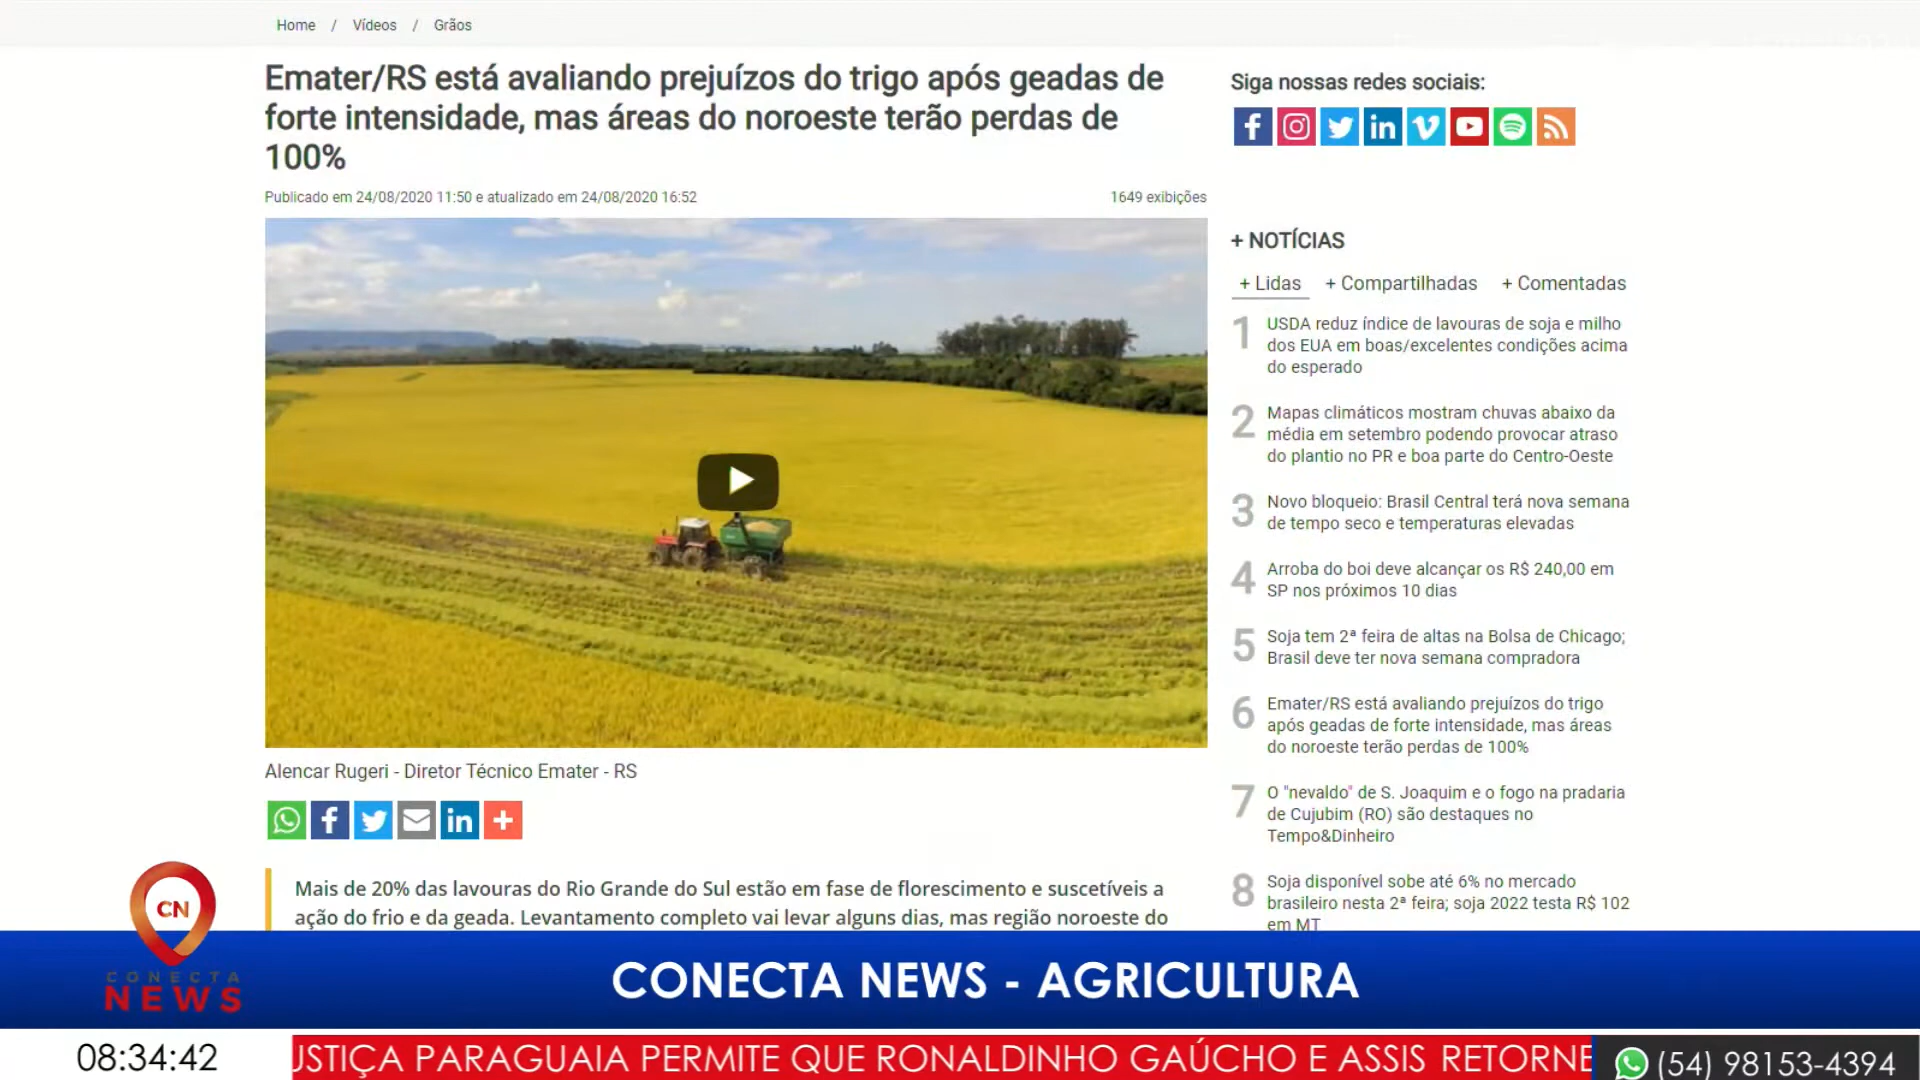 Home / Vídeos / Grãos
Emater/RS está avaliando prejuízos do trigo após geadas de
forte intensidade, mas áreas do noroeste terão perdas de
100%
Publicado em 24/08/2020 11:50 e atualizado em 24/08/2020 16:52
1649 exibições
Alencar Rugeri - Diretor Técnico Emater - RS
Mais de 20% das lavouras do Rio Grande do Sul estão em fase de florescimento e suscetíveis a
ação do frio e da geada. Levantamento completo vai levar alguns dias, mas região noroeste do
Siga nossas redes sociais:
+ NOTÍCIAS
+ Lidas + Compartilhadas + Comentadas
1 USDA reduz índice de lavouras de soja e milho
dos EUA em boas/excelentes condições acima
do esperado
2 Mapas climáticos mostram chuvas abaixo da
média em setembro podendo provocar atraso
do plantio no PR e boa parte do Centro-Oeste
3 Novo bloqueio: Brasil Central terá nova semana
de tempo seco e temperaturas elevadas
4 Arroba do boi deve alcançar os R$ 240,00 em
SP nos próximos 10 dias
5 Soja tem 2ª feira de altas na Bolsa de Chicago;
Brasil deve ter nova semana compradora
6 Emater/RS está avaliando prejuízos do trigo
após geadas de forte intensidade, mas áreas
do noroeste terão perdas de 100%
7 O "nevaldo" de S. Joaquim e o fogo na pradaria
de Cujubim (RO) são destaques no
Tempo&Dinheiro
8 Soja disponível sobe até 6% no mercado
brasileiro nesta 2ª feira; soja 2022 testa R$ 102
em MT
CN
CONECTA
NEWS
CONECTA NEWS - AGRICULTURA
08:34:42
USTIÇA PARAGUAIA PERMITE QUE RONALDINHO GAÚCHO E ASSIS RETORNE
(54) 98153-4394